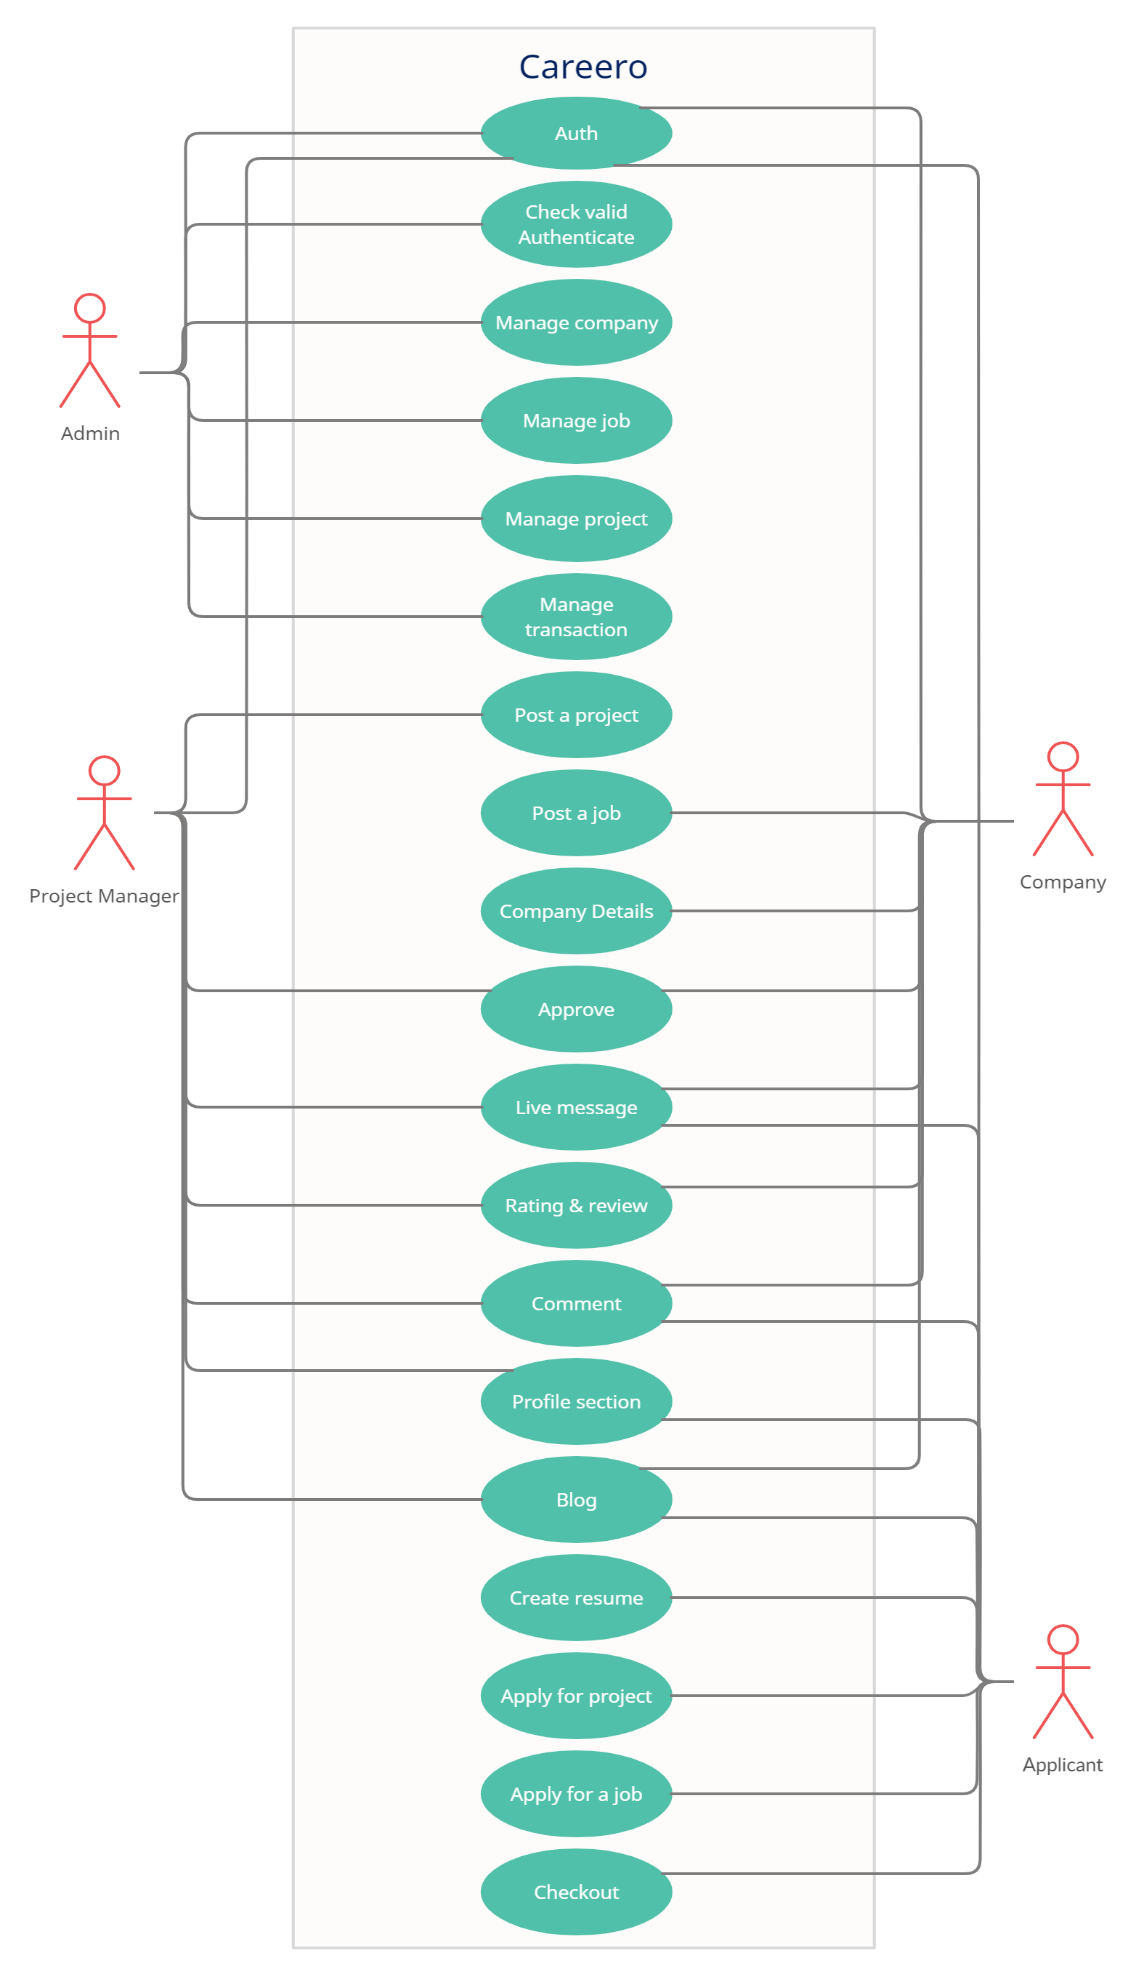 Careero
Auth
Check valid
Authenticate
Manage company
Admin
Manage job
Manage project
Manage
transaction
Post a project
Post a job
Project Manager
Company
Company Details
Approve
Live message
Rating & review
Comment
Profile section
Blog
Create resume
Apply for project
Applicant
Apply for a job
Checkout